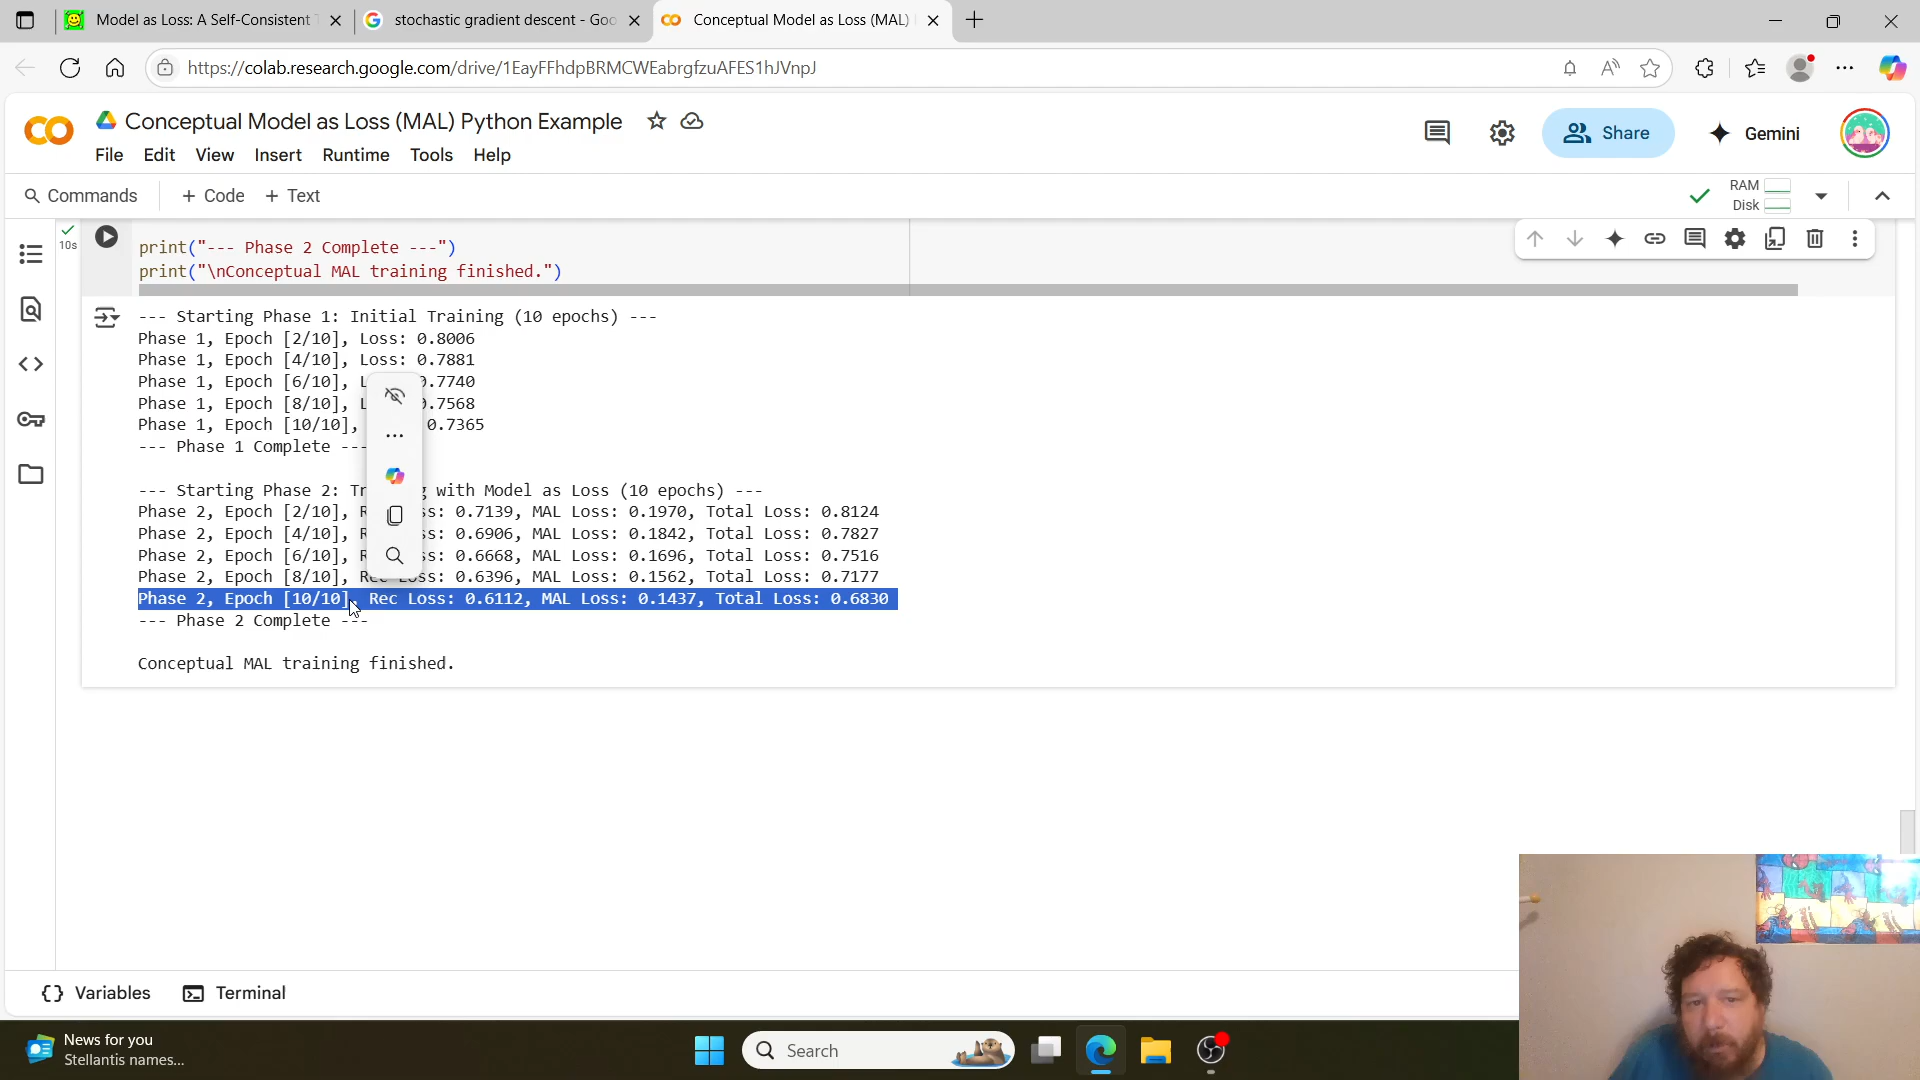 Model as Loss: A Self-Consistent
stochastic gradient descent - Goo
Conceptual Model as Loss (MAL)
https://colab.research.google.com/drive/1EayFFhdpBRMCWEabrgfzuAFES1hJVnpJ
Conceptual Model as Loss (MAL) Python Example
Share
Gemini
File Edit View Insert Runtime Tools Help
Commands
+ Code + Text
RAM
Disk
10s
print("--- Phase 2 Complete ---")
print("\nConceptual MAL training finished.")
--- Starting Phase 1: Initial Training (10 epochs) ---
Phase 1, Epoch [2/10], Loss: 0.8006
Phase 1, Epoch [4/10], Loss: 0.7881
Phase 1, Epoch [6/10], L 0.7740
Phase 1, Epoch [8/10], L 0.7568
Phase 1, Epoch [10/10], 0.7365
--- Phase 1 Complete ---
--- Starting Phase 2: Tr g with Model as Loss (10 epochs) ---
Phase 2, Epoch [2/10], R ss: 0.7139, MAL Loss: 0.1970, Total Loss: 0.8124
Phase 2, Epoch [4/10], R ss: 0.6906, MAL Loss: 0.1842, Total Loss: 0.7827
Phase 2, Epoch [6/10], R ss: 0.6668, MAL Loss: 0.1696, Total Loss: 0.7516
Phase 2, Epoch [8/10], Rec Loss: 0.6396, MAL Loss: 0.1562, Total Loss: 0.7177
Phase 2, Epoch [10/10], Rec Loss: 0.6112, MAL Loss: 0.1437, Total Loss: 0.6830
--- Phase 2 Complete ---
Conceptual MAL training finished.
Variables
Terminal
News for you
Stellantis names...
Search